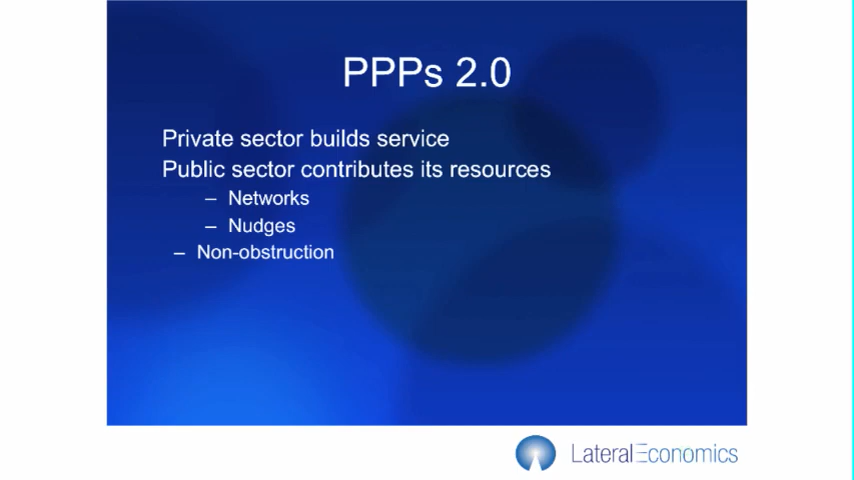 PPPs 2.0
Private sector builds service
Public sector contributes its resources
– Networks
– Nudges
– Non-obstruction
LateralEconomics